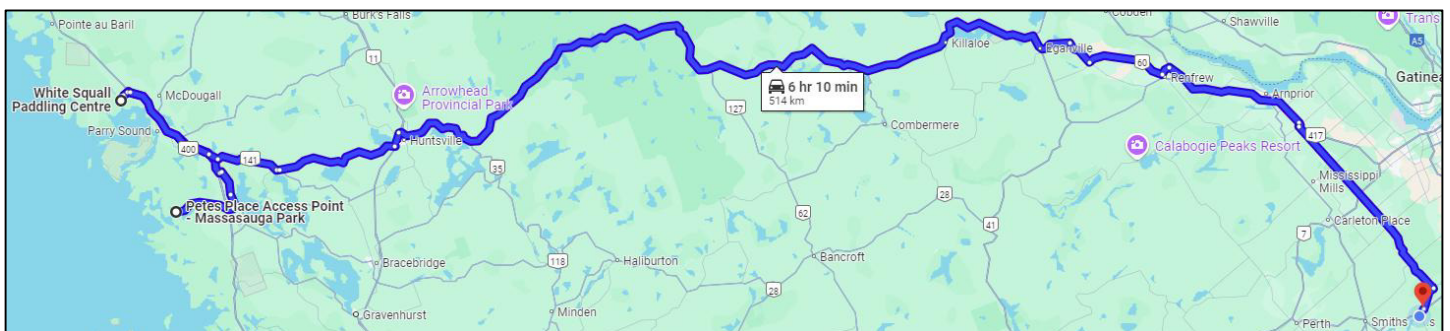 Pointe au Baril
Burk's Falls
Cobden
Shawville
Trans
A5
11
Killaloe
Eganville
60
Renfrew
Gatinea
White Squall
Paddling Centre
McDougall
Arrowhead
Provincial Park
6 hr 10 min
514 km
127
Arnprior
Parry Sound
Huntsville
Combermere
417
400
141
35
Calabogie Peaks Resort
Mississippi
Mills
28
Petes Place Access Point
- Massasauga Park
62
41
7
Carleton Place
Bracebridge
118
Haliburton
Bancroft
28
Gravenhurst
Minden
Perth
Smiths